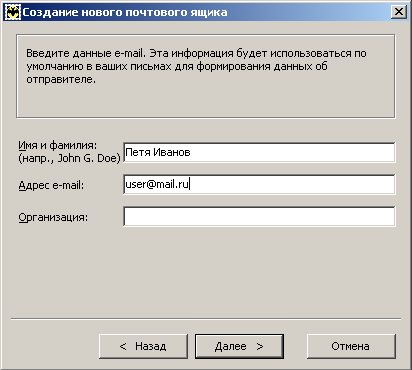 Создание нового почтового ящика
Введите данные e-mail. Эта информация будет использоваться по
умолчанию в ваших письмах для формирования данных об
отправителе.
Имя и фамилия:
(напр., John G. Doe)
Петя Иванов
Адрес e-mail:
user@mail.ru
Организация:
< Назад
Далее >
Отмена